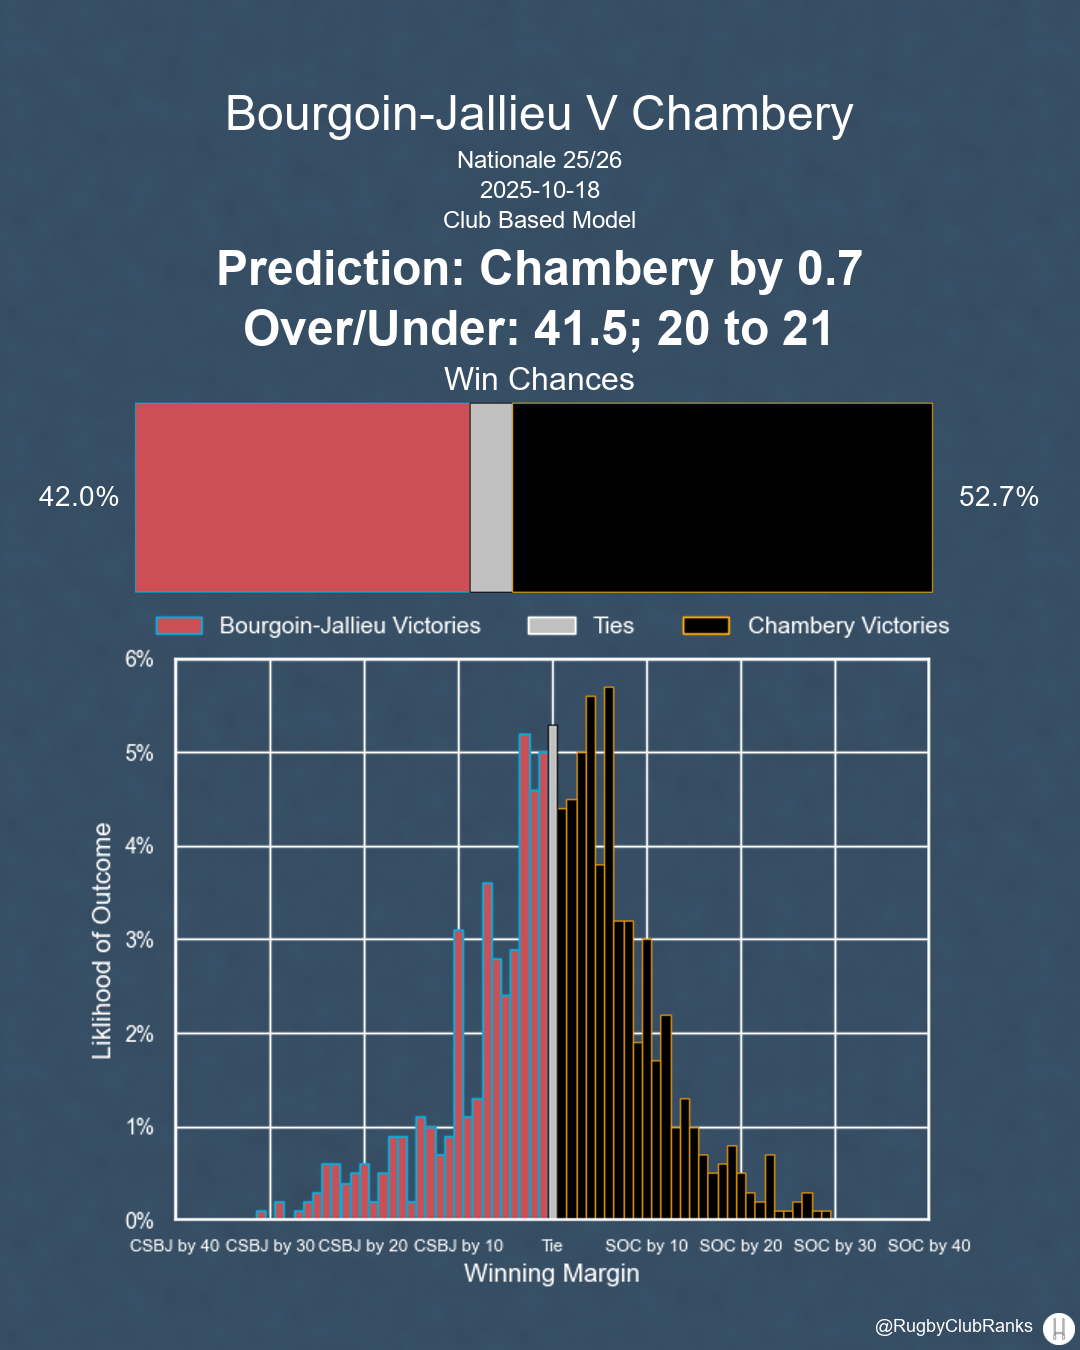 Bourgoin-Jallieu V Chambery
Nationale 25/26
2025-10-18
Club Based Model
Prediction: Chambery by 0.7
Over/Under: 41.5; 20 to 21
Win Chances
42.0%
52.7%
Bourgoin-Jallieu Victories
Ties
Chambery Victories
6%
5%
4%
3%
2%
1%
0%
Liklihood of Outcome
CSBJ by 40
CSBJ by 30
CSBJ by 20
CSBJ by 10
Tie
SOC by 10
SOC by 20
SOC by 30
SOC by 40
Winning Margin
@RugbyClubRanks